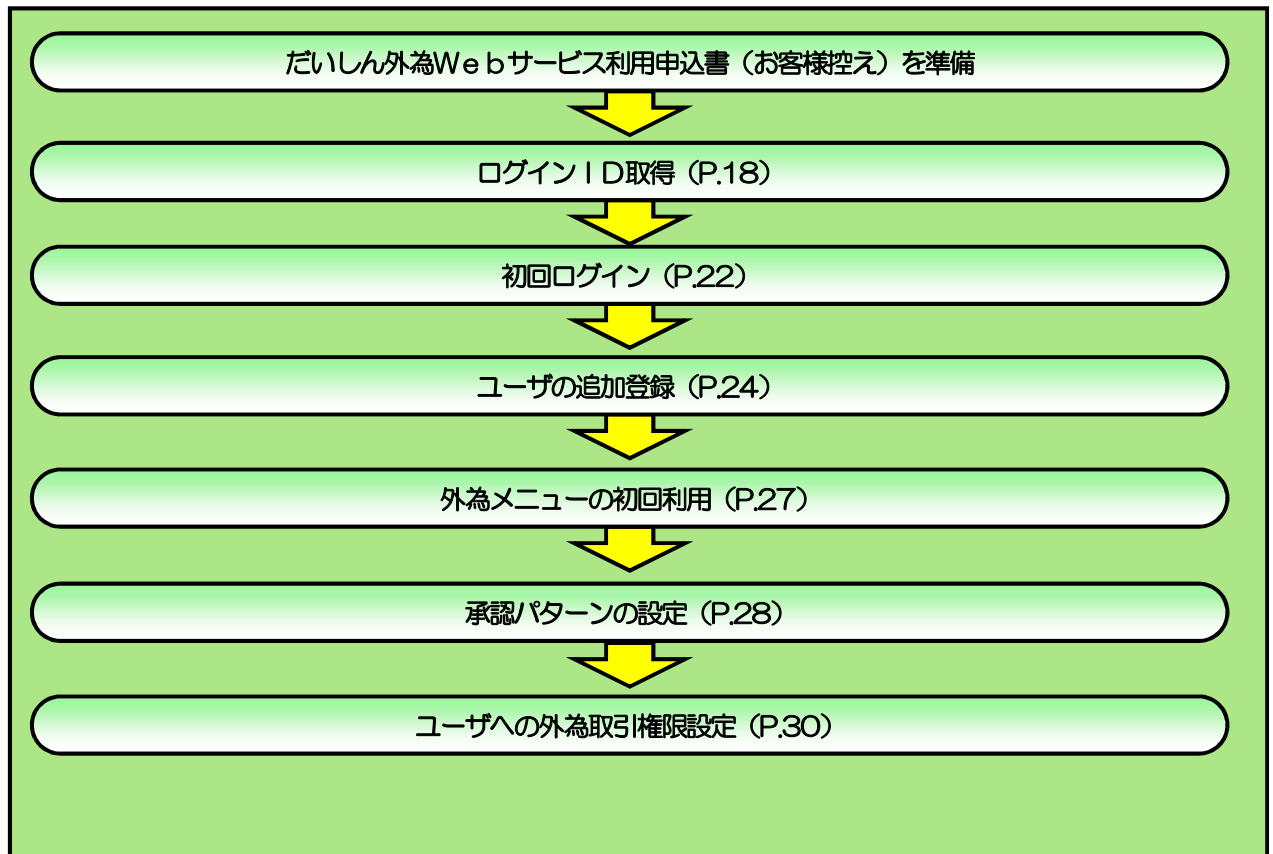 だいしん外為Ｗｅｂサービス利用申込書（お客様控え）を準備
ログインＩＤ取得（P.18）
初回ログイン（P.22）
ユーザの追加登録（P.24）
外為メニューの初回利用（P.27）
承認パターンの設定（P.28）
ユーザへの外為取引権限設定（P.30）